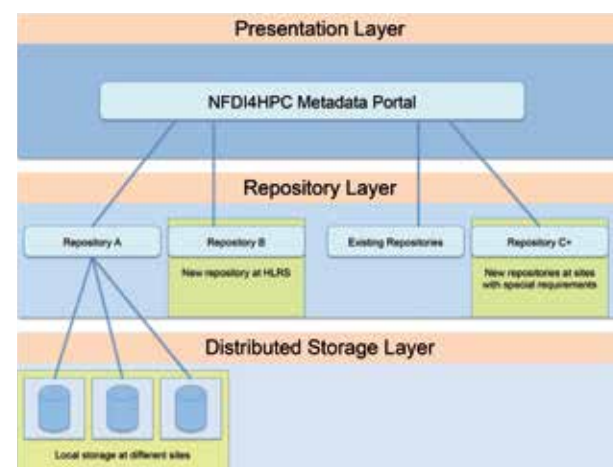 Presentation Layer
NFDI4HPC Metadata Portal
Repository Layer
Repository A
Repository B
Existing Repositories
Repository C+
New repository at HLRS
New repositories at sites
with special requirements
Distributed Storage Layer
Local storage at different sites